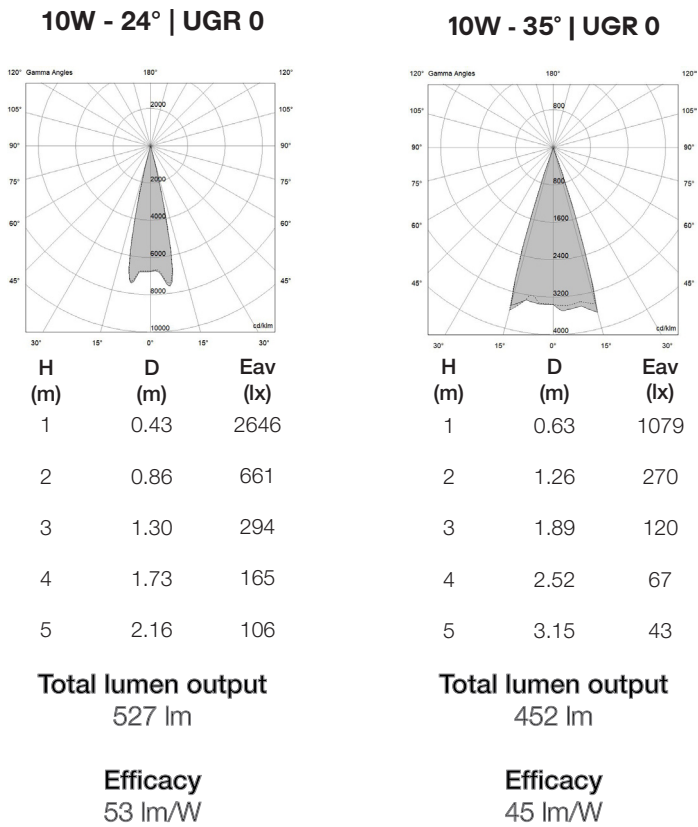 10W - 24° | UGR 0
120° Gamma Angles 180° 120°
105° 2000 105°
90° 90°
75° 2000 75°
60° 4000 60°
45° 6000 45°
8000
10000 cd/klm
30° 15° 0° 15° 30°
H D Eav
(m) (m) (lx)
1 0.43 2646
2 0.86 661
3 1.30 294
4 1.73 165
5 2.16 106
Total lumen output
527 lm
Efficacy
53 lm/W
10W - 35° | UGR 0
120° Gamma Angles 180° 120°
105° 800 105°
90° 90°
75° 800 75°
60° 1600 60°
2400
45° 3200 45°
4000 cd/klm
30° 15° 0° 15° 30°
H D Eav
(m) (m) (lx)
1 0.63 1079
2 1.26 270
3 1.89 120
4 2.52 67
5 3.15 43
Total lumen output
452 lm
Efficacy
45 lm/W